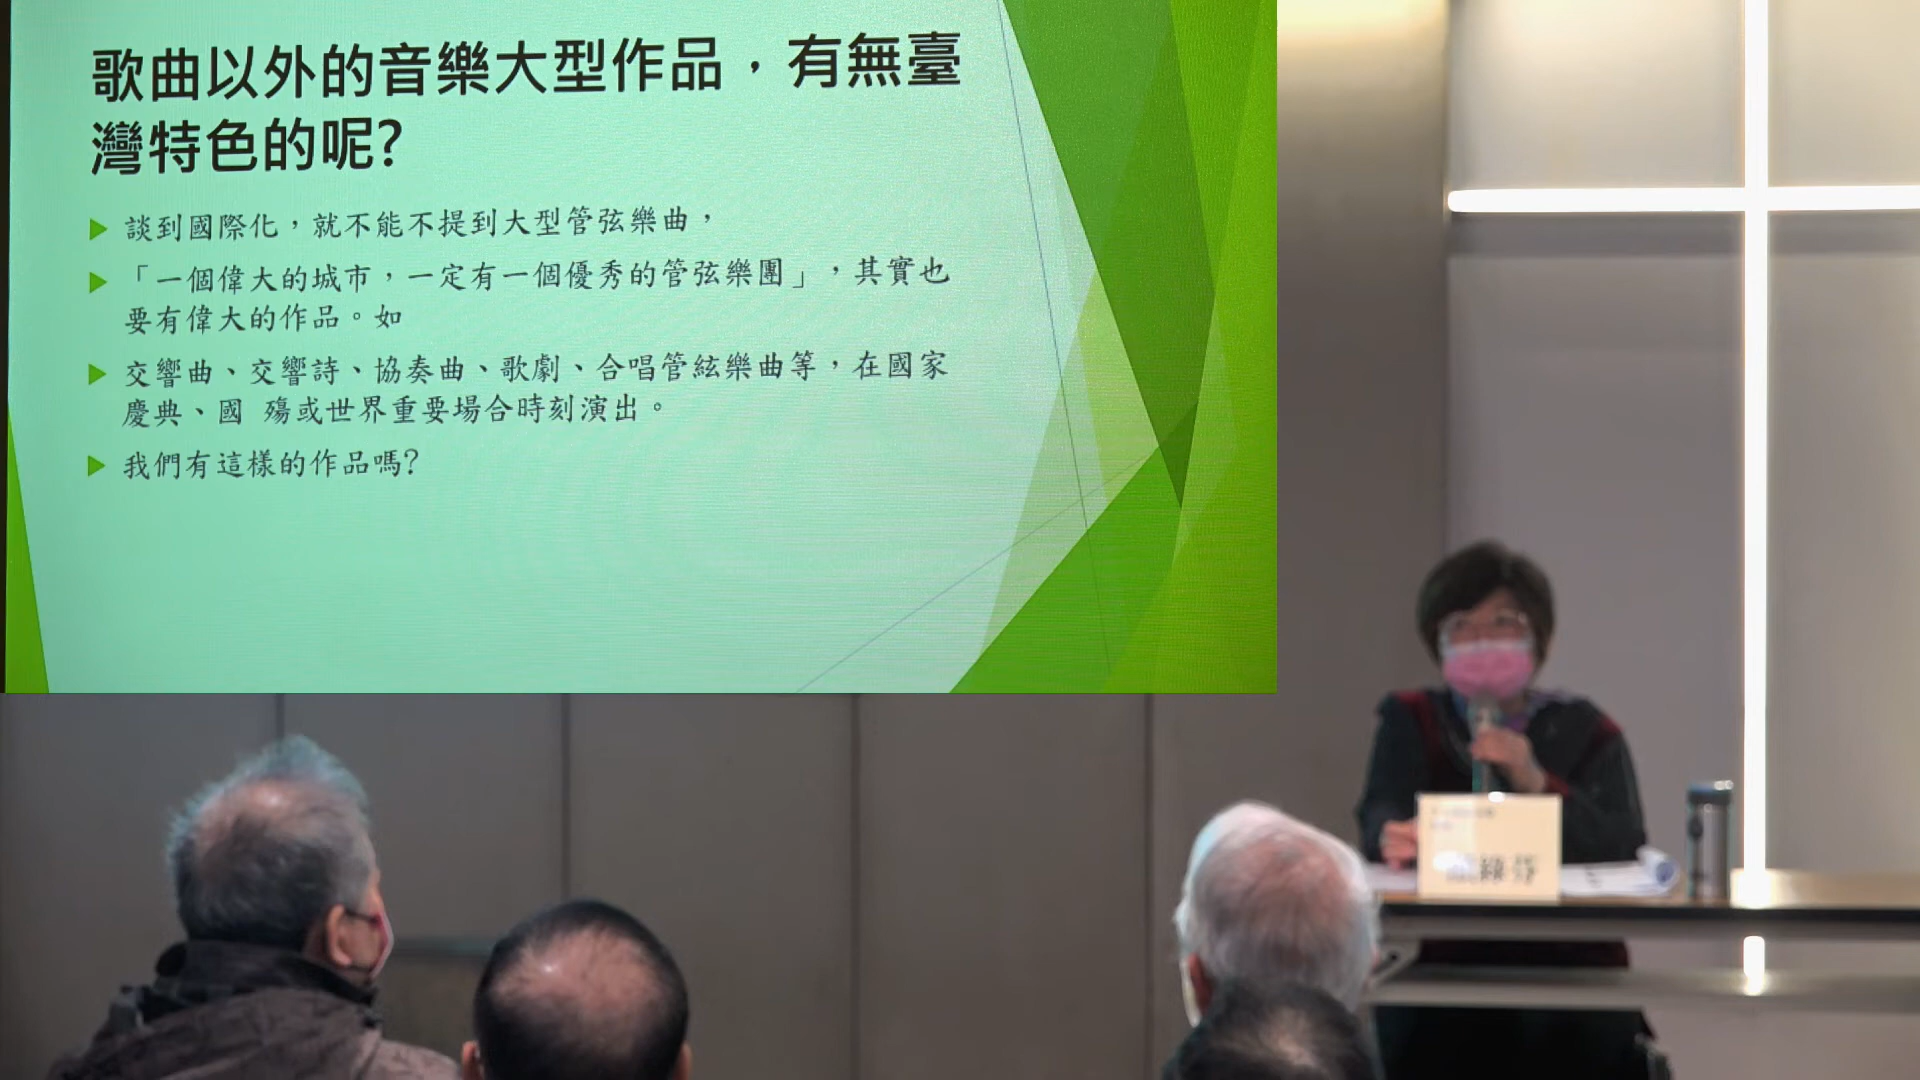 歌曲以外的音樂大型作品，有無臺
灣特色的呢?
談到國際化，就不能不提到大型管弦樂曲，
「一個偉大的城市，一定有一個優秀的管弦樂團」，其實也
要有偉大的作品。如
交響曲、交響詩、協奏曲、歌劇、合唱管絃樂曲等，在國家
慶典、國 殤或世界重要場合時刻演出。
我們有這樣的作品嗎?